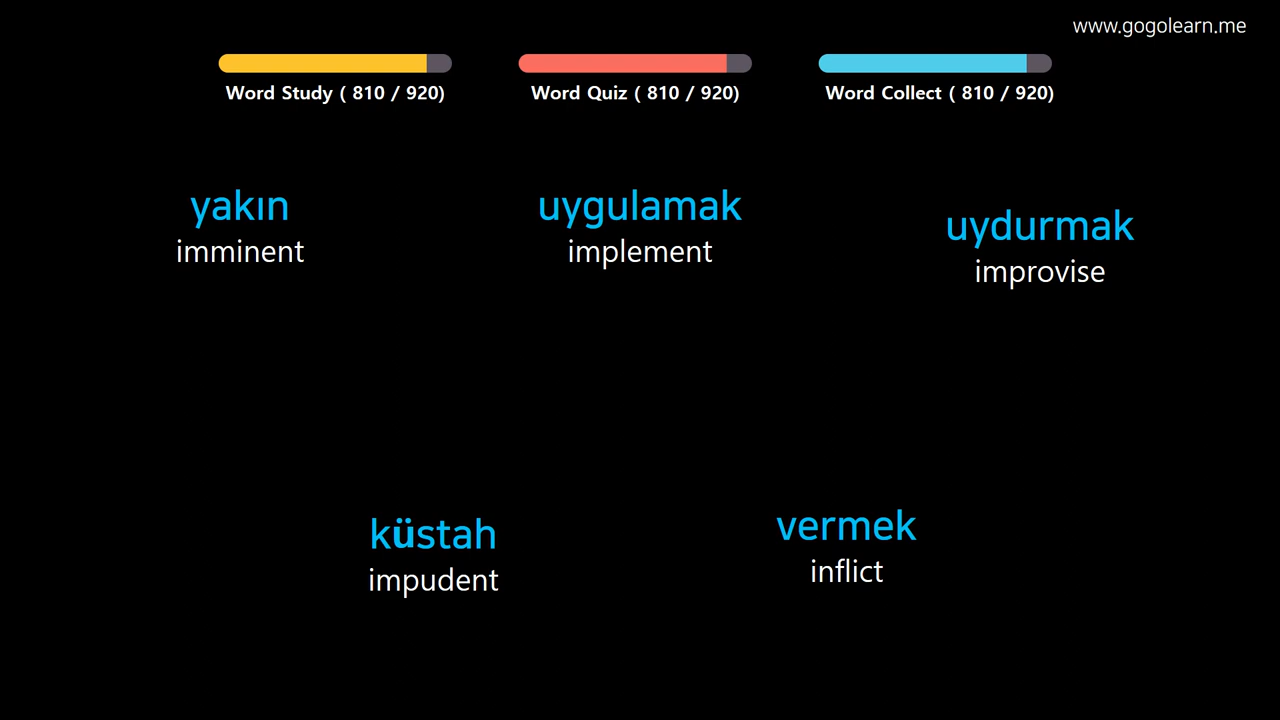 www.gogolearn.me
Word Study ( 810 / 920)
Word Quiz ( 810 / 920)
Word Collect ( 810 / 920)
yakın
imminent
uygulamak
implement
uydurmak
improvise
küstah
impudent
vermek
inflict